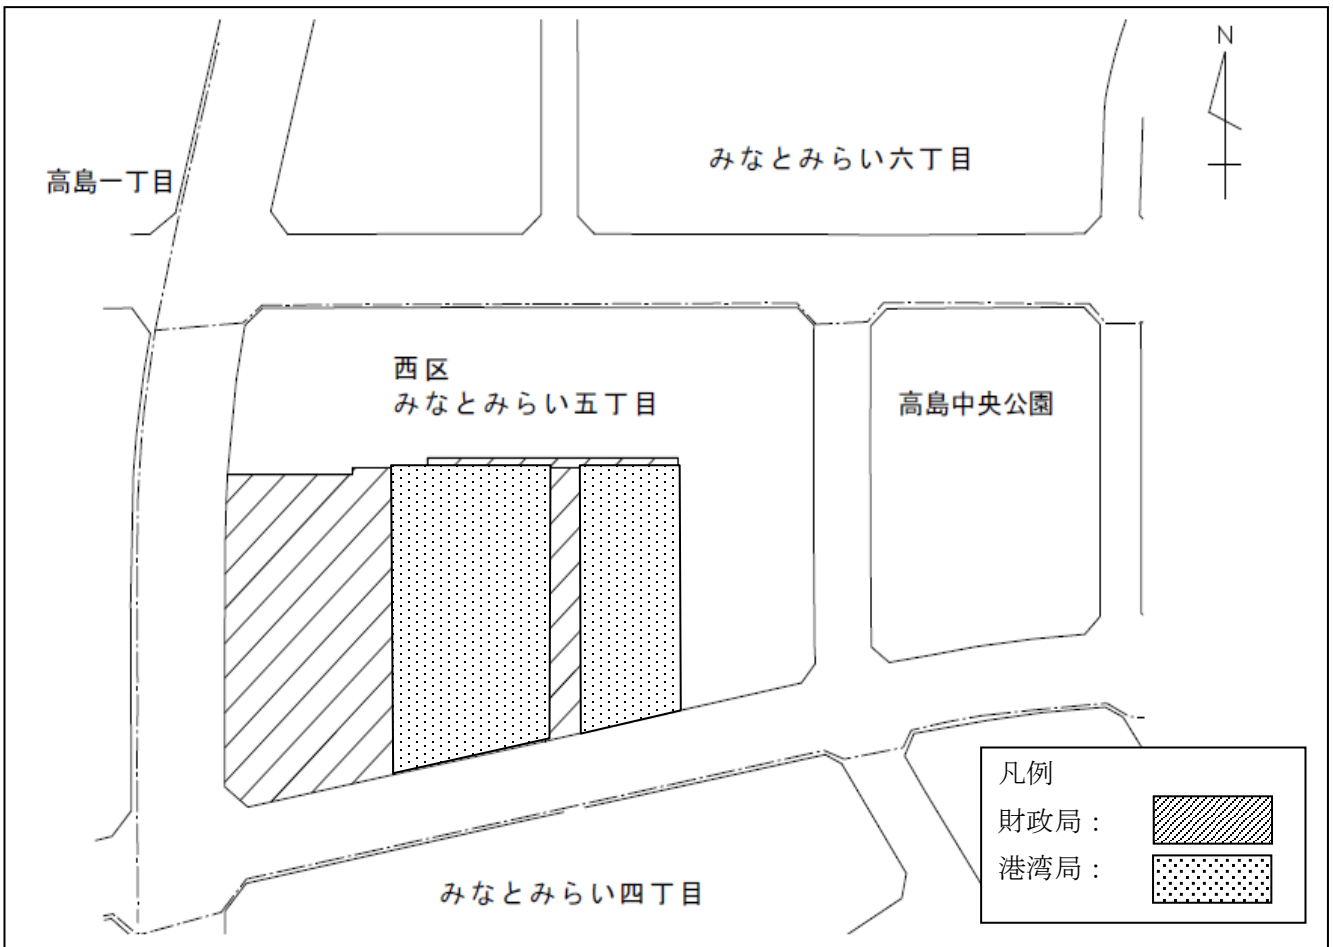 N
みなとみらい六丁目
高島一丁目
西区
みなとみらい五丁目
高島中央公園
凡例
財政局：
港湾局：
みなとみらい四丁目